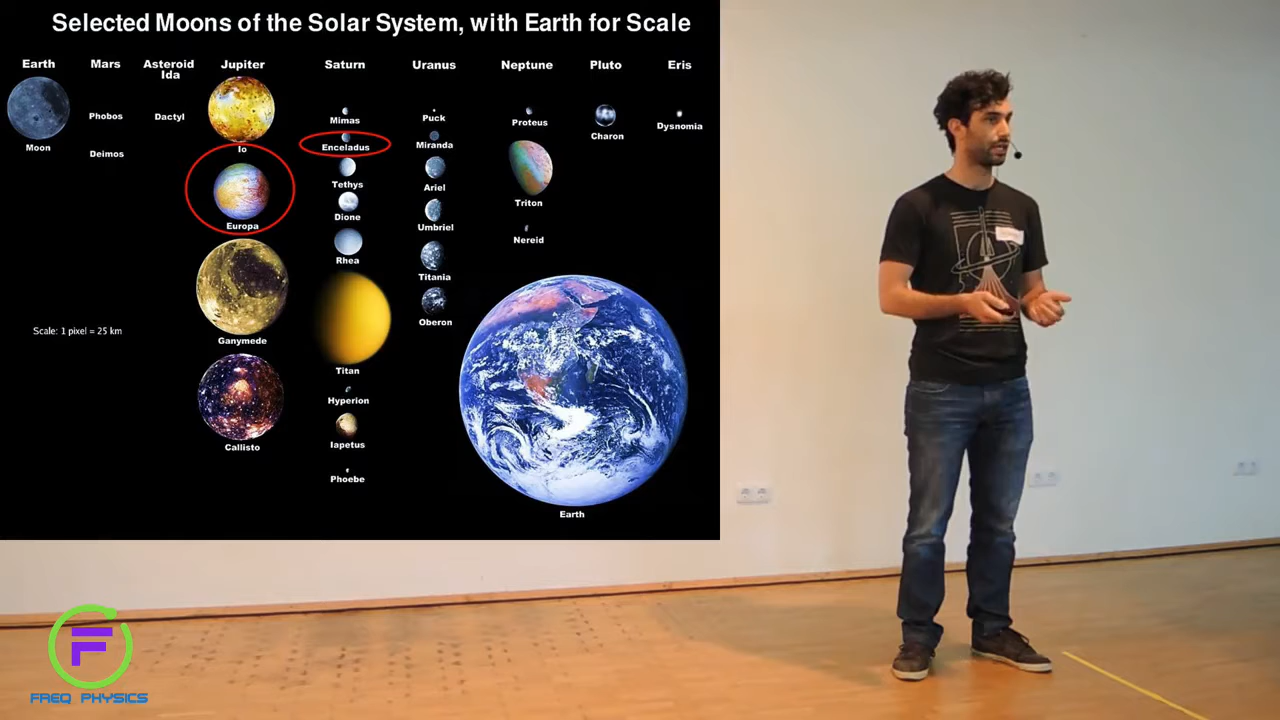 Selected Moons of the Solar System, with Earth for Scale
Earth
Mars
Asteroid
Ida
Jupiter
Saturn
Uranus
Neptune
Pluto
Eris
Moon
Phobos
Deimos
Dactyl
Io
Europa
Ganymede
Callisto
Mimas
Enceladus
Tethys
Dione
Rhea
Titan
Hyperion
Iapetus
Phoebe
Puck
Miranda
Ariel
Umbriel
Titania
Oberon
Proteus
Triton
Nereid
Charon
Dysnomia
Scale: 1 pixel = 25 km
Earth
F
FREQ PHYSICS